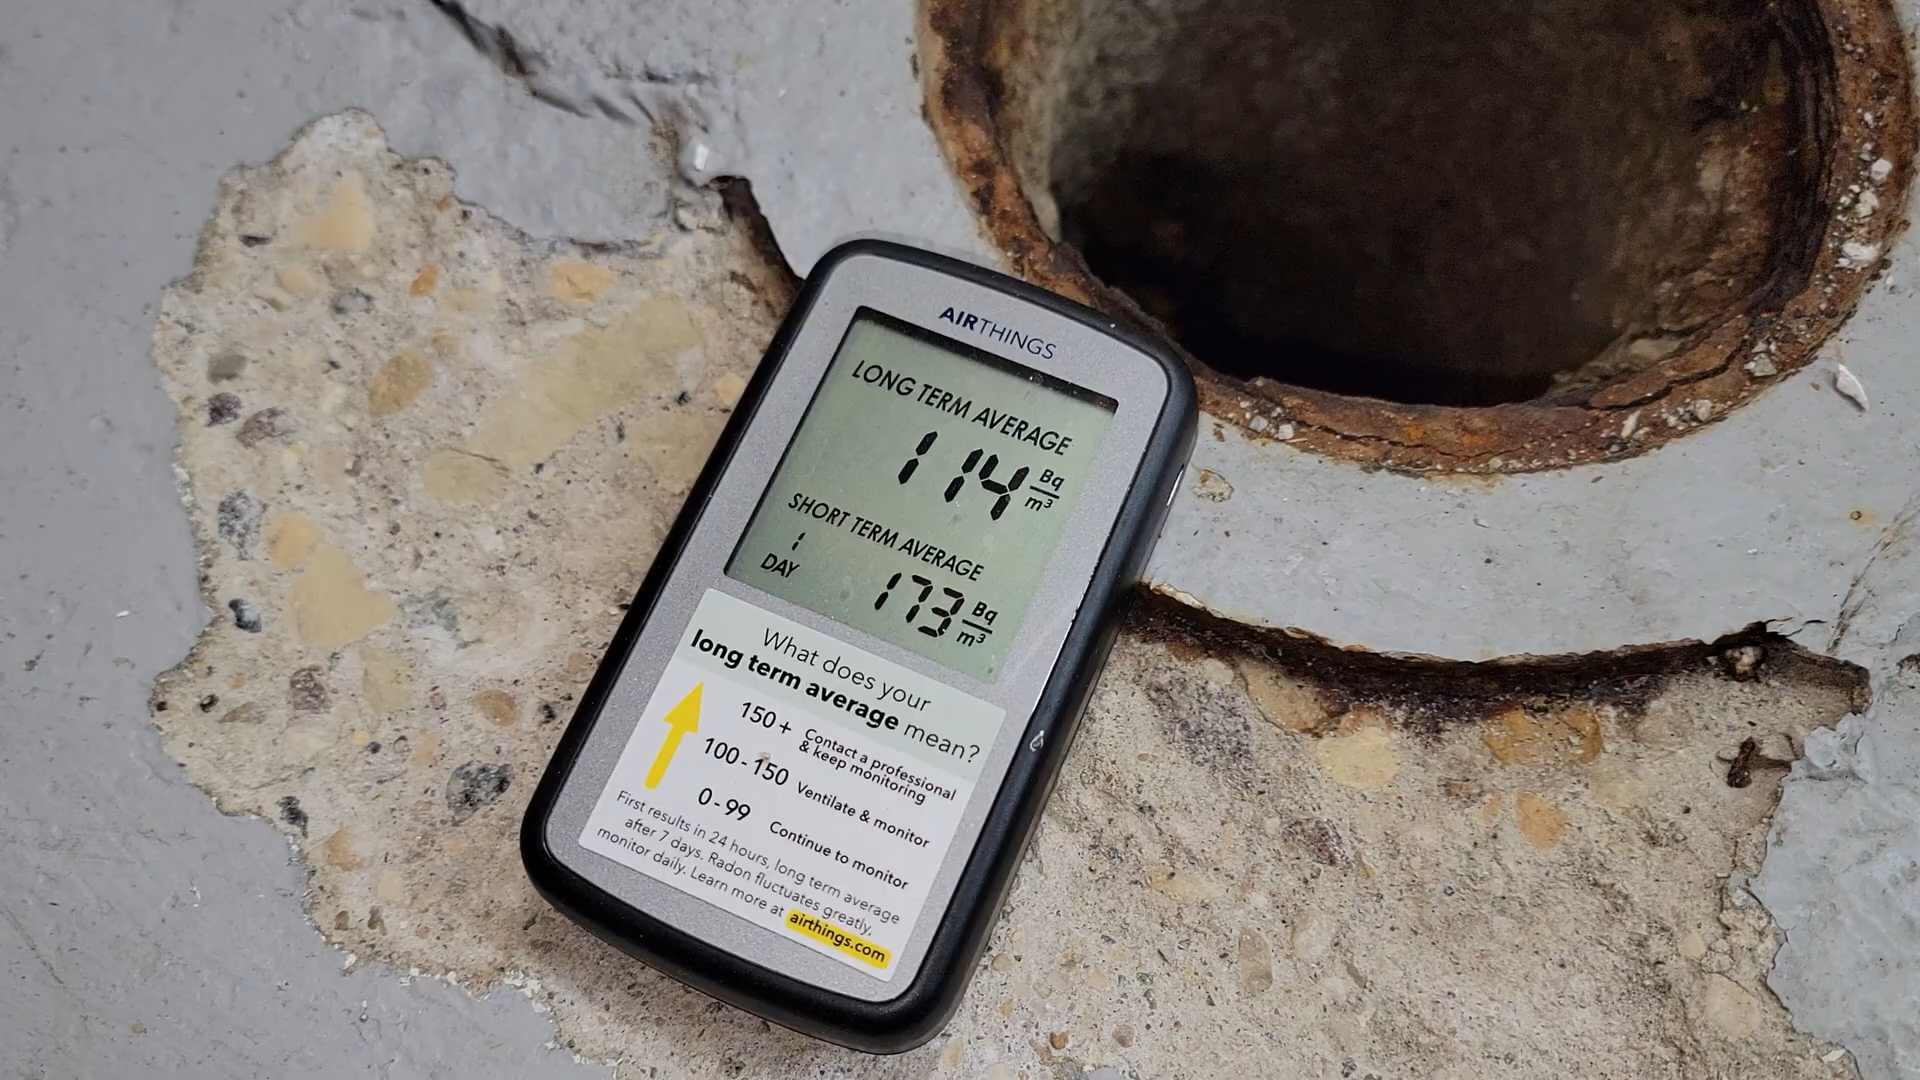 AIRTHINGS
LONG TERM AVERAGE
114 Bq/m³
SHORT TERM AVERAGE
1
DAY
173 Bq/m³
What does your
long term average mean?
150+ Contact a professional
& keep monitoring
100-150 Ventilate & monitor
0-99 Continue to monitor
First results in 24 hours, long term average
after 7 days. Radon fluctuates greatly,
monitor daily. Learn more at airthings.com